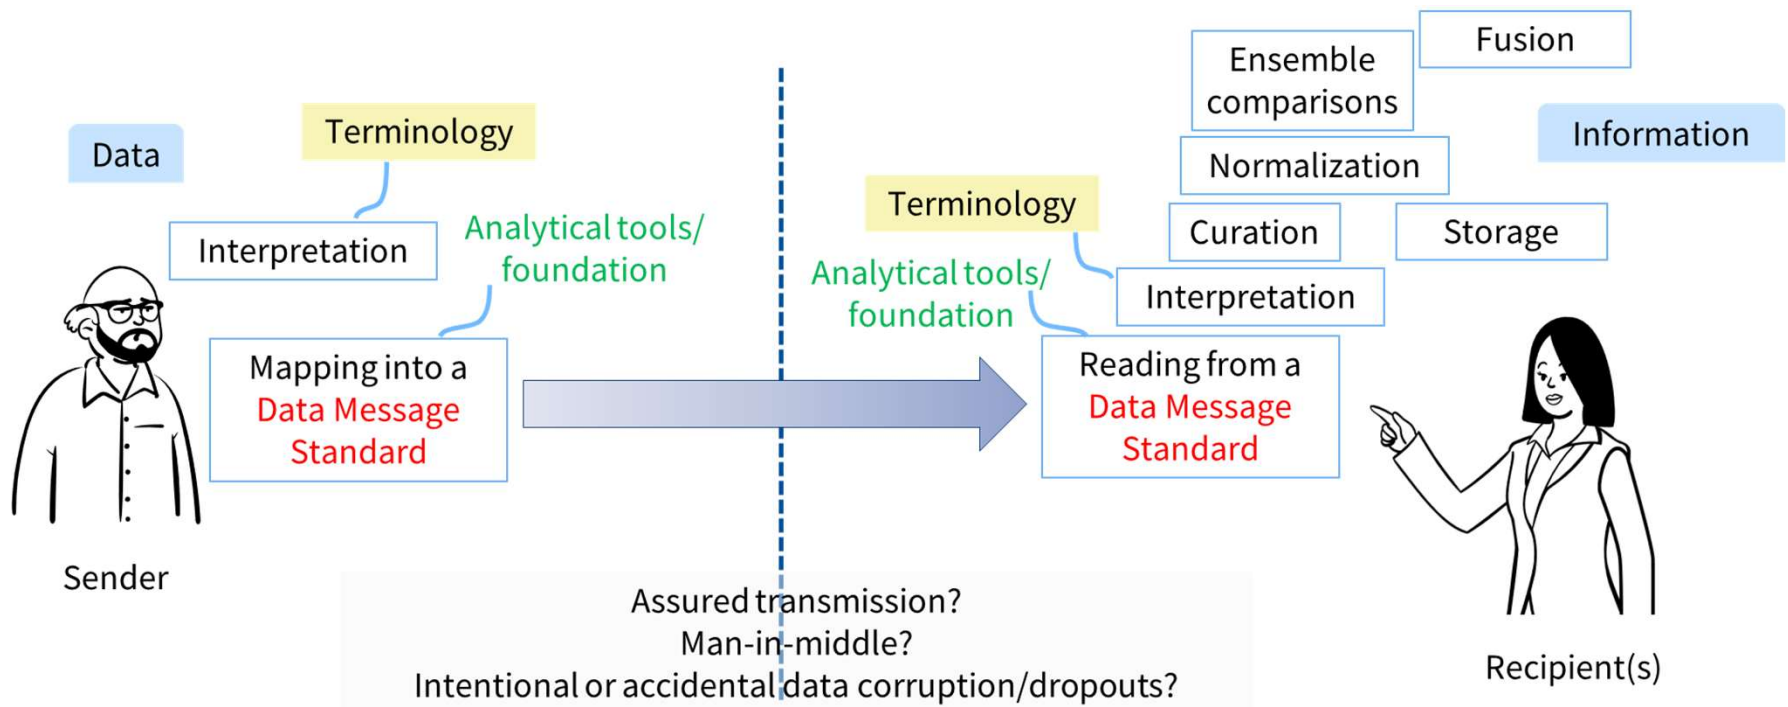 Data
Terminology
Interpretation
Analytical tools/
foundation
Mapping into a
Data Message
Standard
Sender
Ensemble
comparisons
Fusion
Information
Normalization
Terminology
Curation
Storage
Analytical tools/
foundation
Interpretation
Reading from a
Data Message
Standard
Recipient(s)
Assured transmission?
Man-in-middle?
Intentional or accidental data corruption/dropouts?